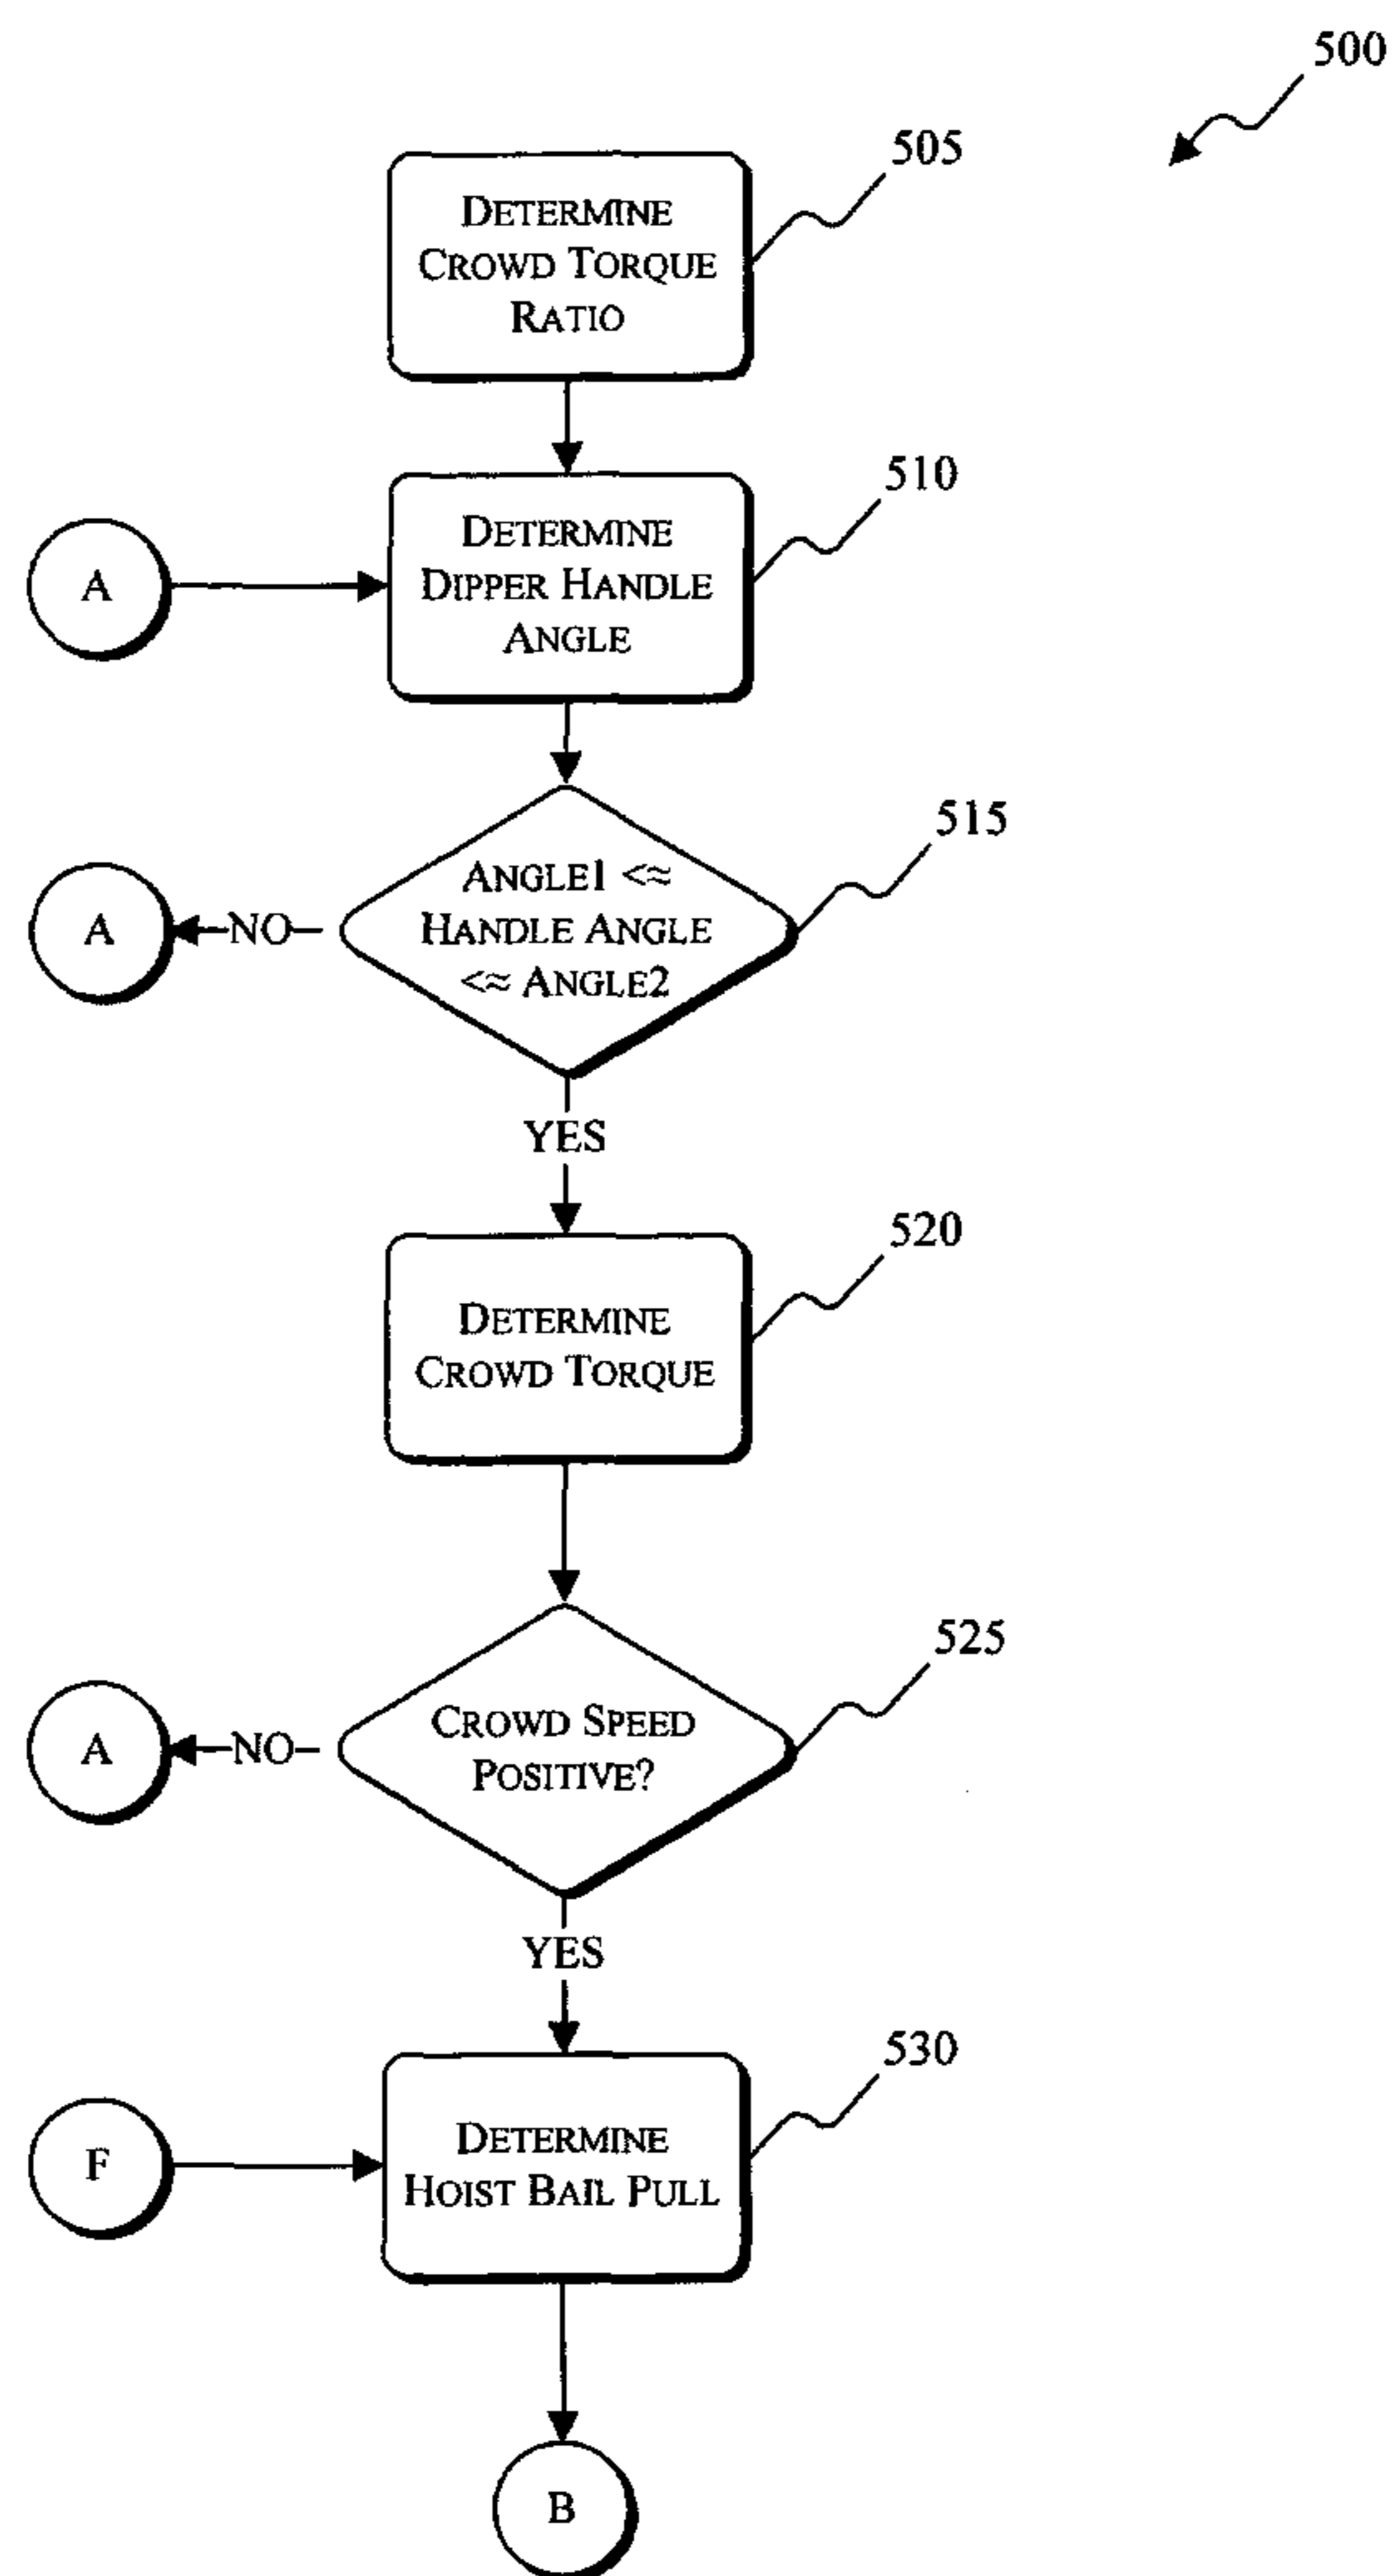 500
505
DETERMINE
CROWD TORQUE
RATIO
510
DETERMINE
DIPPER HANDLE
ANGLE
A
515
ANGLE1 <≈
HANDLE ANGLE
<≈ ANGLE2
A
NO
YES
520
DETERMINE
CROWD TORQUE
525
CROWD SPEED
POSITIVE?
A
NO
YES
530
DETERMINE
HOIST BAIL PULL
F
B